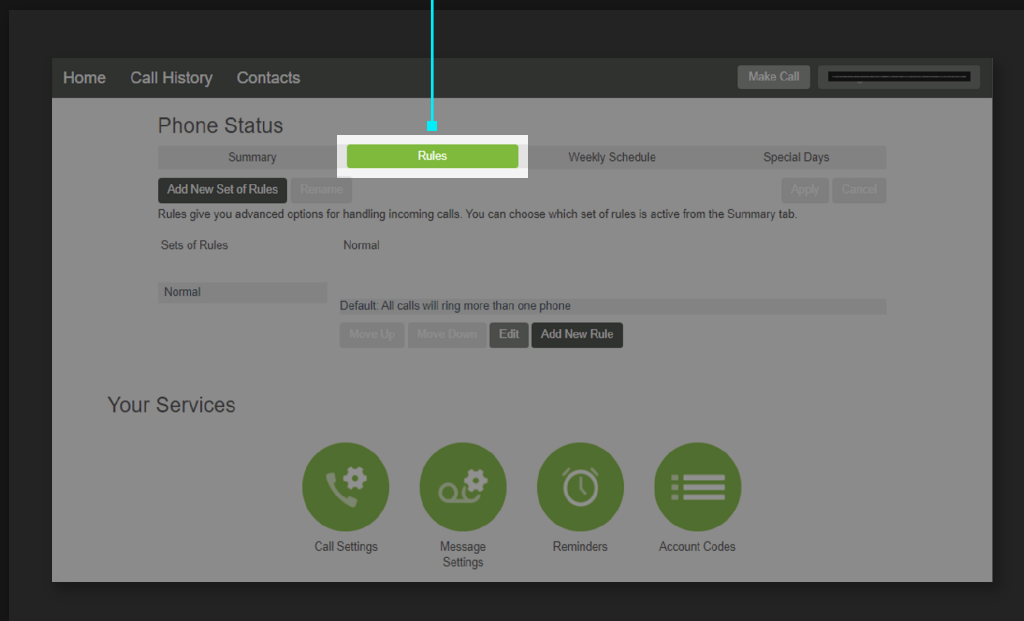 Home Call History Contacts Make Call
Phone Status
Summary Rules Weekly Schedule Special Days
Add New Set of Rules Rename Apply Cancel
Rules give you advanced options for handling incoming calls. You can choose which set of rules is active from the Summary tab.
Sets of Rules Normal
Normal
Default: All calls will ring more than one phone
Move Up Move Down Edit Add New Rule
Your Services
Call Settings Message Settings Reminders Account Codes